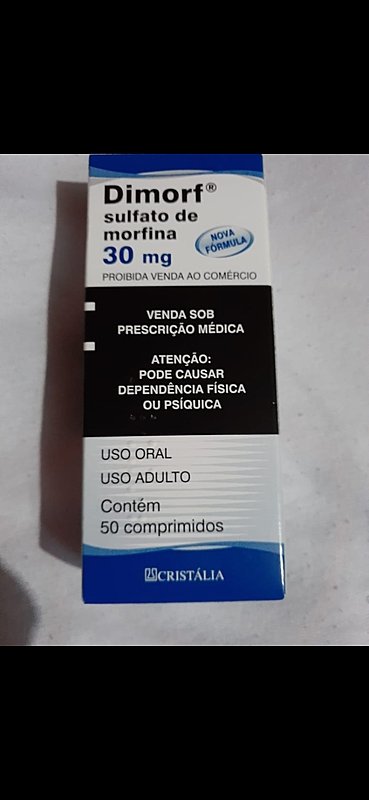 Dimorf®
sulfato de
morfina
30 mg
NOVA
FÓRMULA
PROIBIDA VENDA AO COMÉRCIO
VENDA SOB
PRESCRIÇÃO MÉDICA
ATENÇÃO:
PODE CAUSAR
DEPENDÊNCIA FÍSICA
OU PSÍQUICA
USO ORAL
USO ADULTO
Contém
50 comprimidos
CRISTÁLIA